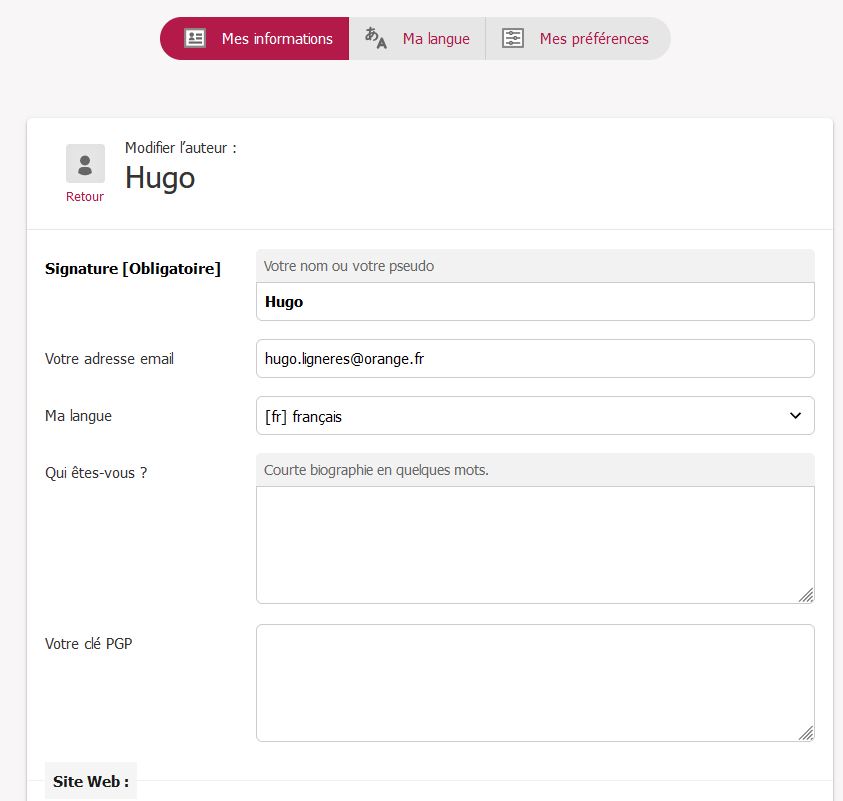 Mes informations
Ma langue
Mes préférences
Modifier l’auteur :
Hugo
Retour
Signature [Obligatoire]
Votre nom ou votre pseudo
Hugo
Votre adresse email
hugo.ligneres@orange.fr
Ma langue
[fr] français
Qui êtes-vous ?
Courte biographie en quelques mots.
Votre clé PGP
Site Web :